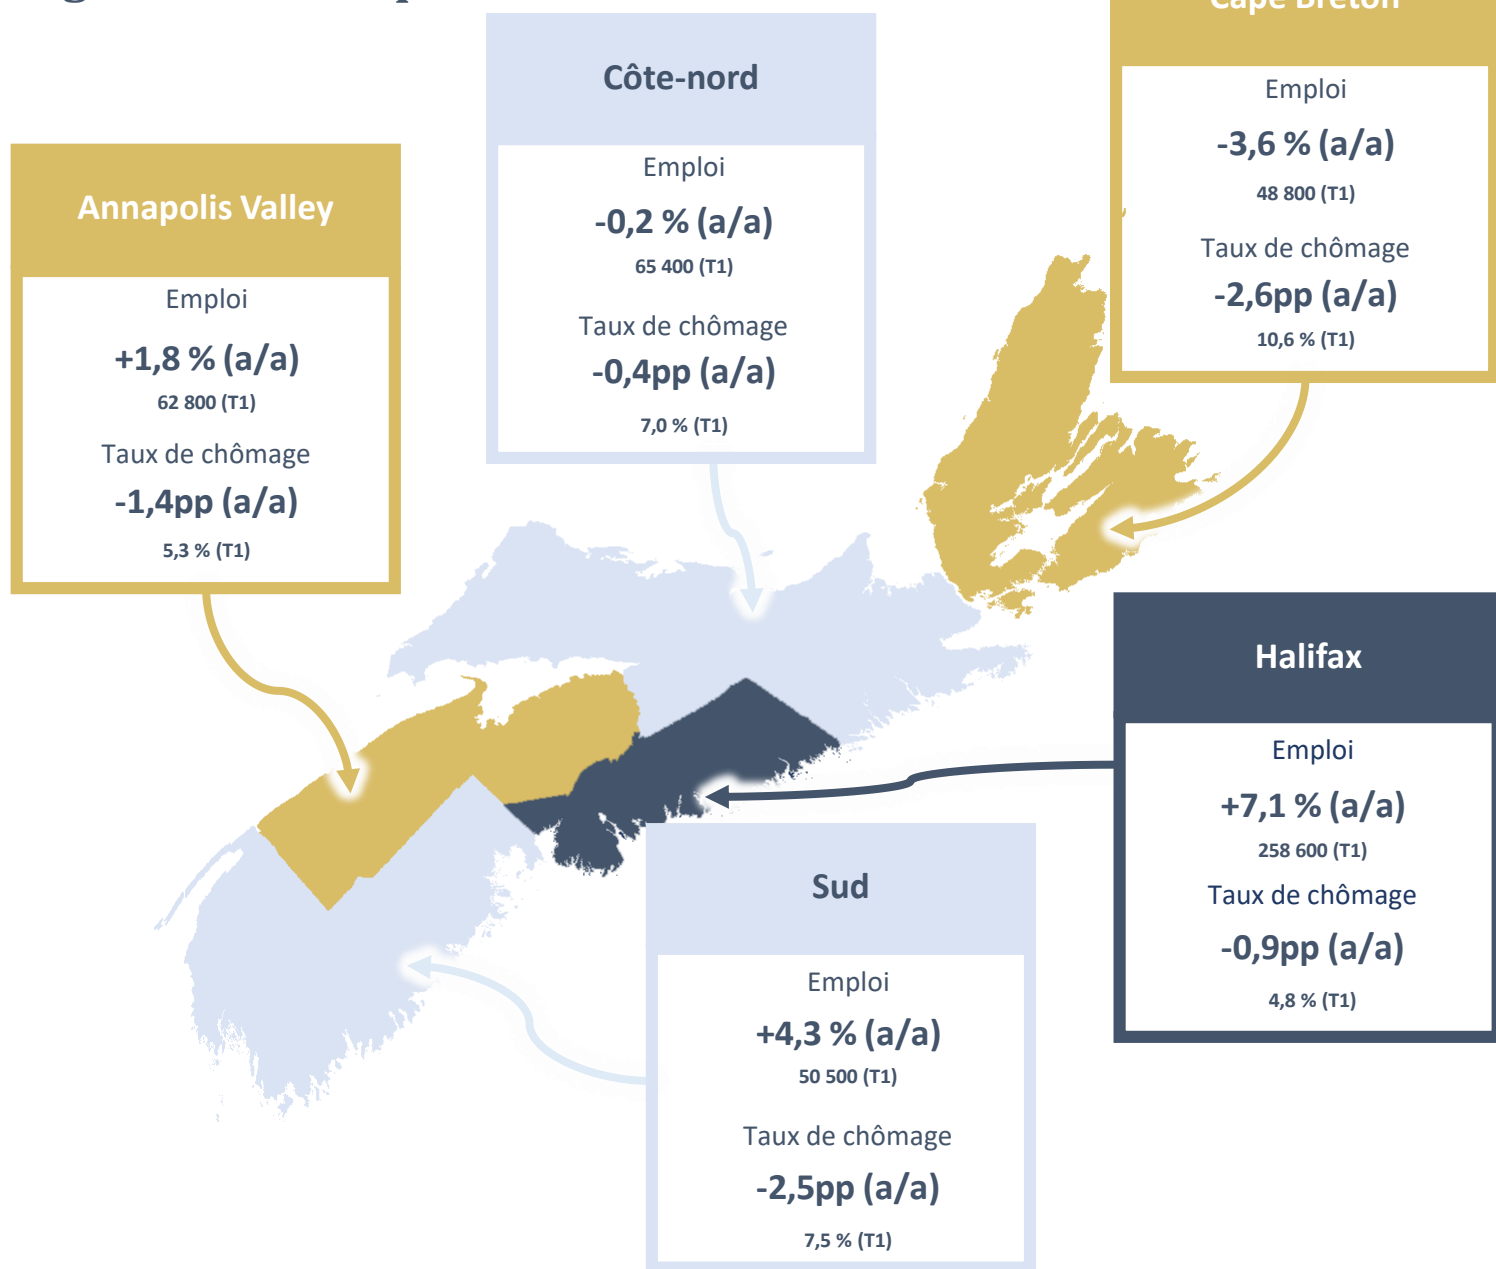 Cape Breton
Emploi
-3,6 % (a/a)
48 800 (T1)
Taux de chômage
-2,6pp (a/a)
10,6 % (T1)
Côte-nord
Emploi
-0,2 % (a/a)
65 400 (T1)
Taux de chômage
-0,4pp (a/a)
7,0 % (T1)
Annapolis Valley
Emploi
+1,8 % (a/a)
62 800 (T1)
Taux de chômage
-1,4pp (a/a)
5,3 % (T1)
Halifax
Emploi
+7,1 % (a/a)
258 600 (T1)
Taux de chômage
-0,9pp (a/a)
4,8 % (T1)
Sud
Emploi
+4,3 % (a/a)
50 500 (T1)
Taux de chômage
-2,5pp (a/a)
7,5 % (T1)